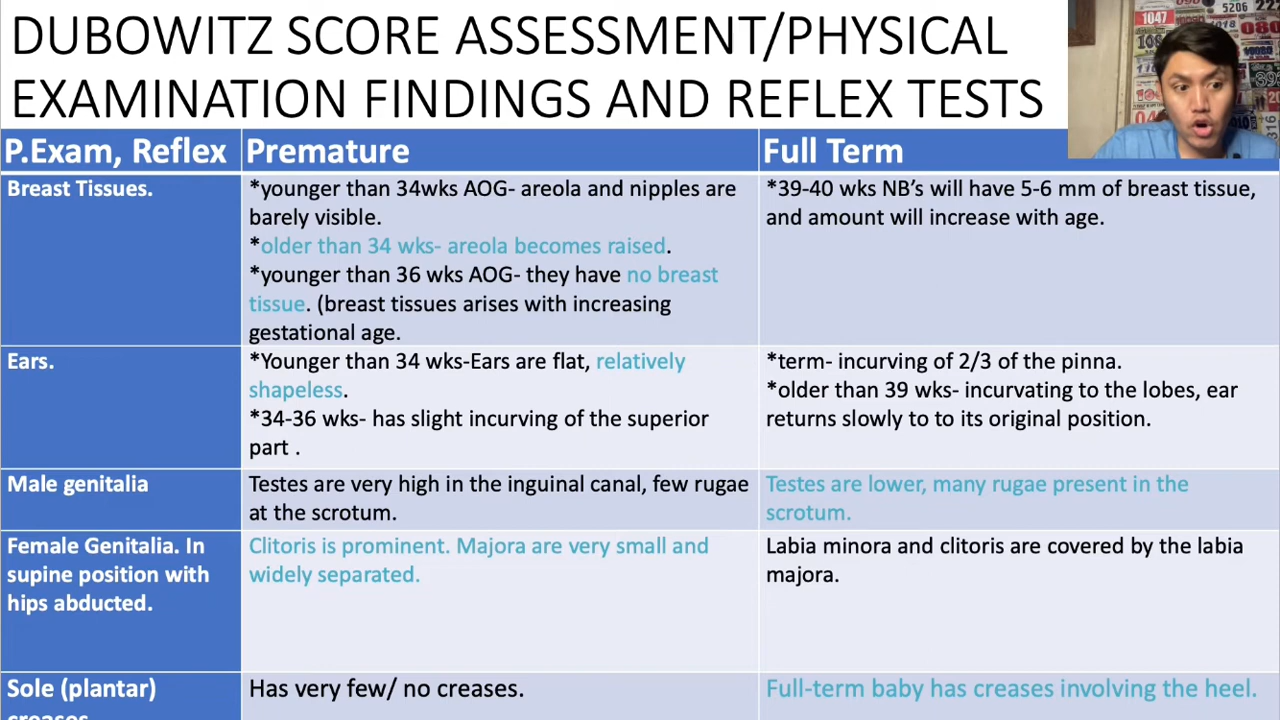 DUBOWITZ SCORE ASSESSMENT/PHYSICAL
EXAMINATION FINDINGS AND REFLEX TESTS
1047
5206
P.Exam, Reflex
Premature
Full Term
Breast Tissues.
*younger than 34wks AOG- areola and nipples are
barely visible.
*older than 34 wks- areola becomes raised.
*younger than 36 wks AOG- they have no breast
tissue. (breast tissues arises with increasing
gestational age.
*39-40 wks NB’s will have 5-6 mm of breast tissue,
and amount will increase with age.
Ears.
*Younger than 34 wks-Ears are flat, relatively
shapeless.
*34-36 wks- has slight incurving of the superior
part .
*term- incurving of 2/3 of the pinna.
*older than 39 wks- incurvating to the lobes, ear
returns slowly to to its original position.
Male genitalia
Testes are very high in the inguinal canal, few rugae
at the scrotum.
Testes are lower, many rugae present in the
scrotum.
Female Genitalia. In
supine position with
hips abducted.
Clitoris is prominent. Majora are very small and
widely separated.
Labia minora and clitoris are covered by the labia
majora.
Sole (plantar)
creases
Has very few/ no creases.
Full-term baby has creases involving the heel.